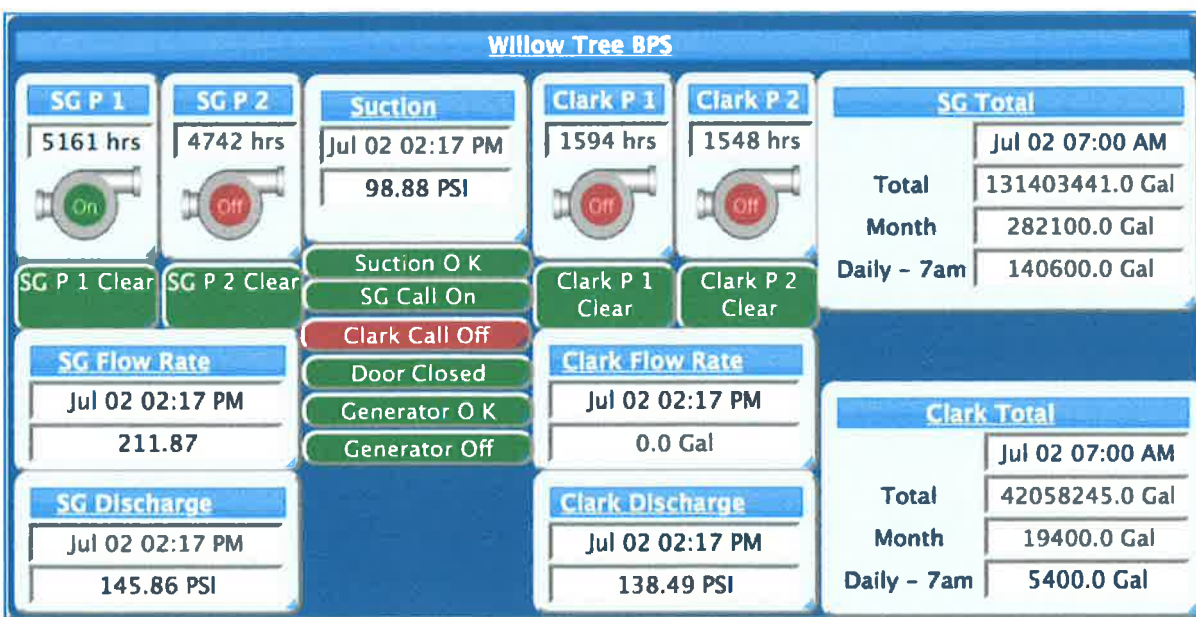 Willow Tree BPS
SG P 1
5161 hrs
On
SG P 1 Clear
SG P 2
4742 hrs
Off
SG P 2 Clear
Suction
Jul 02 02:17 PM
98.88 PSI
Suction O K
SG Call On
Clark Call Off
Door Closed
Generator O K
Generator Off
Clark P 1
1594 hrs
Off
Clark P 1
Clear
Clark P 2
1548 hrs
Off
Clark P 2
Clear
SG Total
Jul 02 07:00 AM
Total 131403441.0 Gal
Month 282100.0 Gal
Daily – 7am 140600.0 Gal
SG Flow Rate
Jul 02 02:17 PM
211.87
Clark Flow Rate
Jul 02 02:17 PM
0.0 Gal
SG Discharge
Jul 02 02:17 PM
145.86 PSI
Clark Discharge
Jul 02 02:17 PM
138.49 PSI
Clark Total
Jul 02 07:00 AM
Total 42058245.0 Gal
Month 19400.0 Gal
Daily – 7am 5400.0 Gal